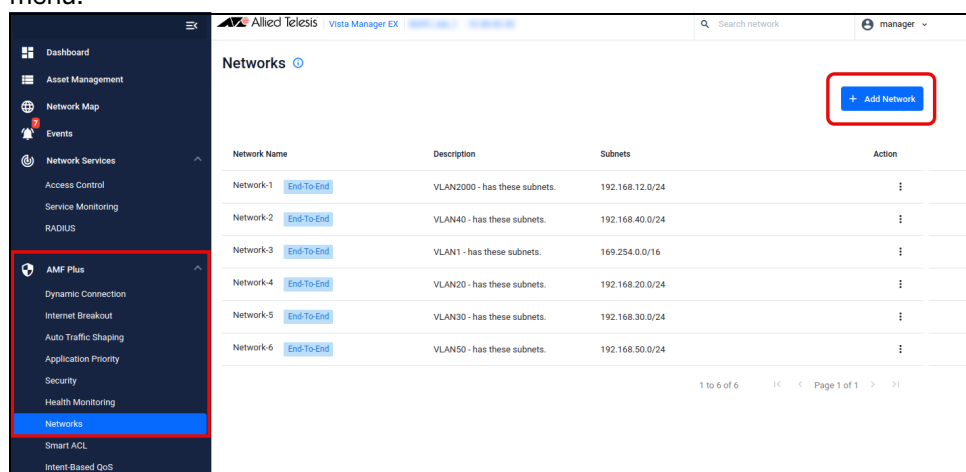 menu.
Allied Telesis Vista Manager EX
Search network
manager
Dashboard
Asset Management
Network Map
7
Events
Network Services
Access Control
Service Monitoring
RADIUS
AMF Plus
Dynamic Connection
Internet Breakout
Auto Traffic Shaping
Application Priority
Security
Health Monitoring
Networks
Smart ACL
Intent-Based QoS
Networks
+ Add Network
Network Name Description Subnets Action
Network-1 End-To-End VLAN2000 - has these subnets. 192.168.12.0/24
Network-2 End-To-End VLAN40 - has these subnets. 192.168.40.0/24
Network-3 End-To-End VLAN1 - has these subnets. 169.254.0.0/16
Network-4 End-To-End VLAN20 - has these subnets. 192.168.20.0/24
Network-5 End-To-End VLAN30 - has these subnets. 192.168.30.0/24
Network-6 End-To-End VLAN50 - has these subnets. 192.168.50.0/24
1 to 6 of 6 Page 1 of 1